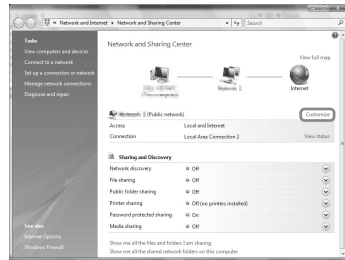 « Network and Internet ▸ Network and Sharing Center
Search
Tasks
View computers and devices
Connect to a network
Set up a connection or network
Manage network connections
Diagnose and repair
See also
Internet Options
Windows Firewall
Network and Sharing Center
View full map
Internet
(Public network)
Customize
Access Local and Internet
Connection Local Area Connection 2 View status
Sharing and Discovery
Network discovery Off
File sharing Off
Public folder sharing Off
Printer sharing Off (no printers installed)
Password protected sharing On
Media sharing Off
Show me all the files and folders I am sharing
Show me all the shared network folders on this computer